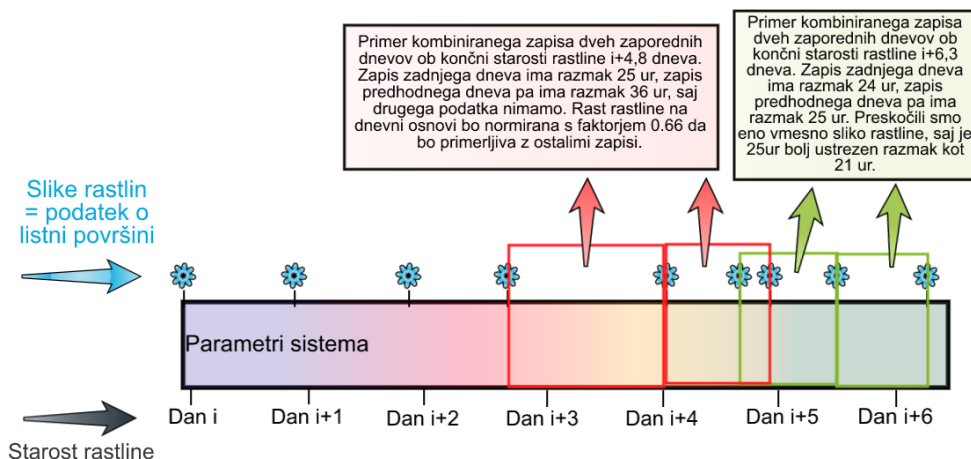 Primer kombiniranega zapisa dveh zaporednih
dnevov ob končni starosti rastline i+4,8 dneva.
Zapis zadnjega dneva ima razmak 25 ur, zapis
predhodnega dneva pa ima razmak 36 ur, saj
drugega podatka nimamo. Rast rastline na
dnevni osnovi bo normirana s faktorjem 0.66 da
bo primerljiva z ostalimi zapisi.
Primer kombiniranega zapisa
dveh zaporednih dnevov ob
končni starosti rastline i+6,3
dneva. Zapis zadnjega dneva
ima razmak 24 ur, zapis
predhodnega dneva pa ima
razmak 25 ur. Preskočili smo
eno vmesno sliko rastline, saj je
25ur bolj ustrezen razmak kot
21 ur.
Slike rastlin
= podatek o
listni površini
Parametri sistema
Dan i
Dan i+1
Dan i+2
Dan i+3
Dan i+4
Dan i+5
Dan i+6
Starost rastline